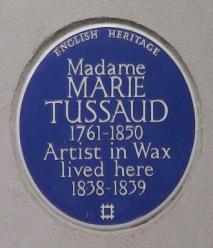 ENGLISH HERITAGE
Madame
MARIE
TUSSAUD
1761-1850
Artist in Wax
lived here
1838-1839